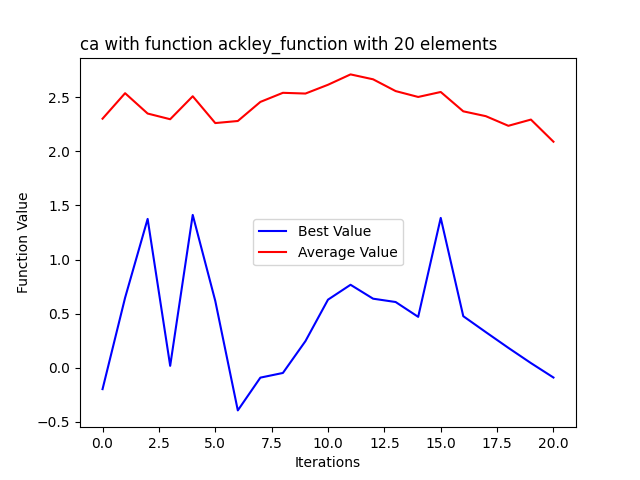 ca with function ackley_function with 20 elements
Function Value
2.5
2.0
1.5
1.0
0.5
0.0
−0.5
Best Value
Average Value
0.0 2.5 5.0 7.5 10.0 12.5 15.0 17.5 20.0
Iterations